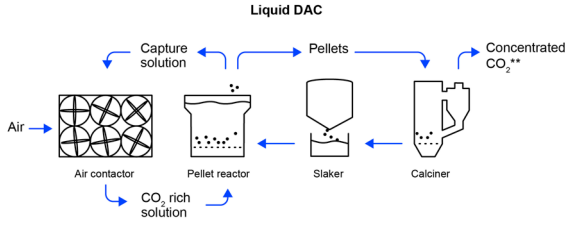 Liquid DAC
Capture
solution
Pellets
Concentrated
CO2**
Air
Air contactor
Pellet reactor
Slaker
Calciner
CO2 rich
solution